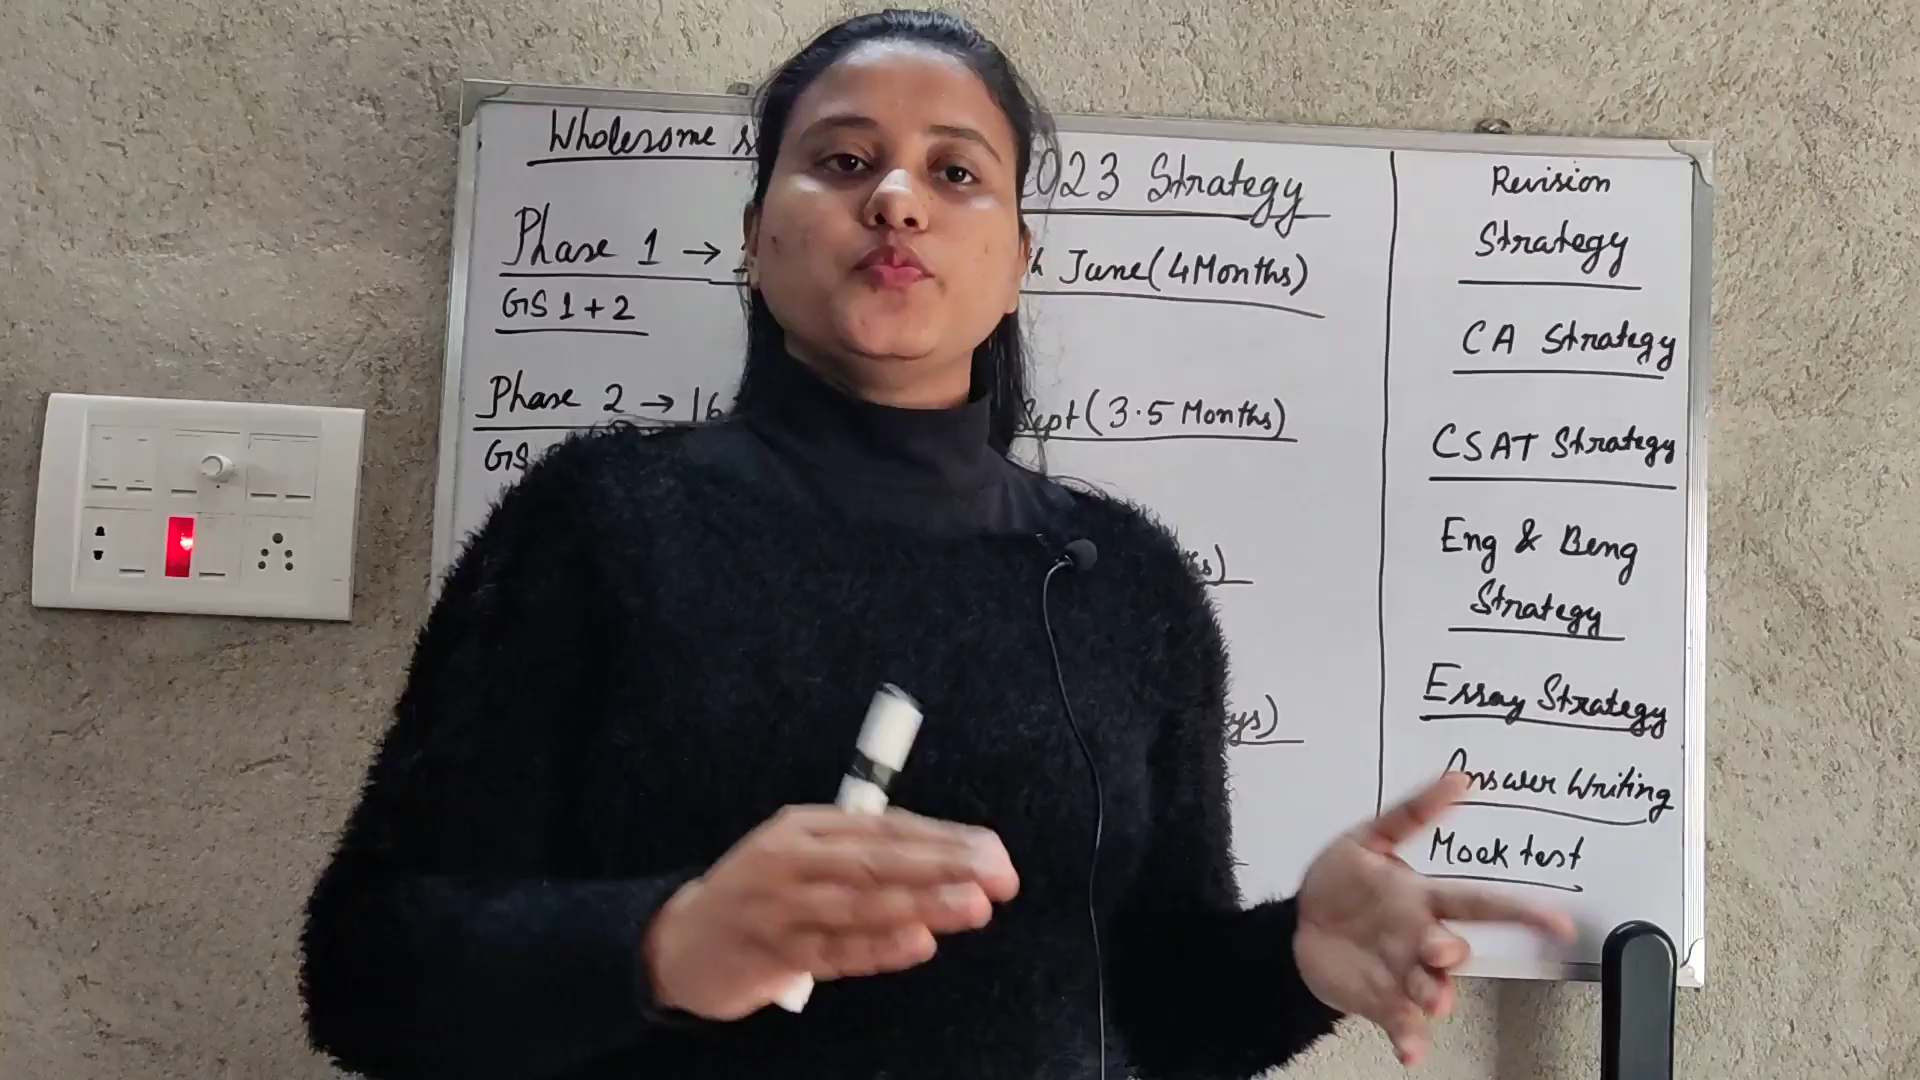 Wholesome
2023 Strategy
Phase 1 → June (4 Months)
GS 1 + 2
Phase 2 → 16 Sept (3.5 Months)
GS
Revision
Strategy
CA Strategy
CSAT Strategy
Eng & Beng
Strategy
Essay Strategy
Answer Writing
Mock test